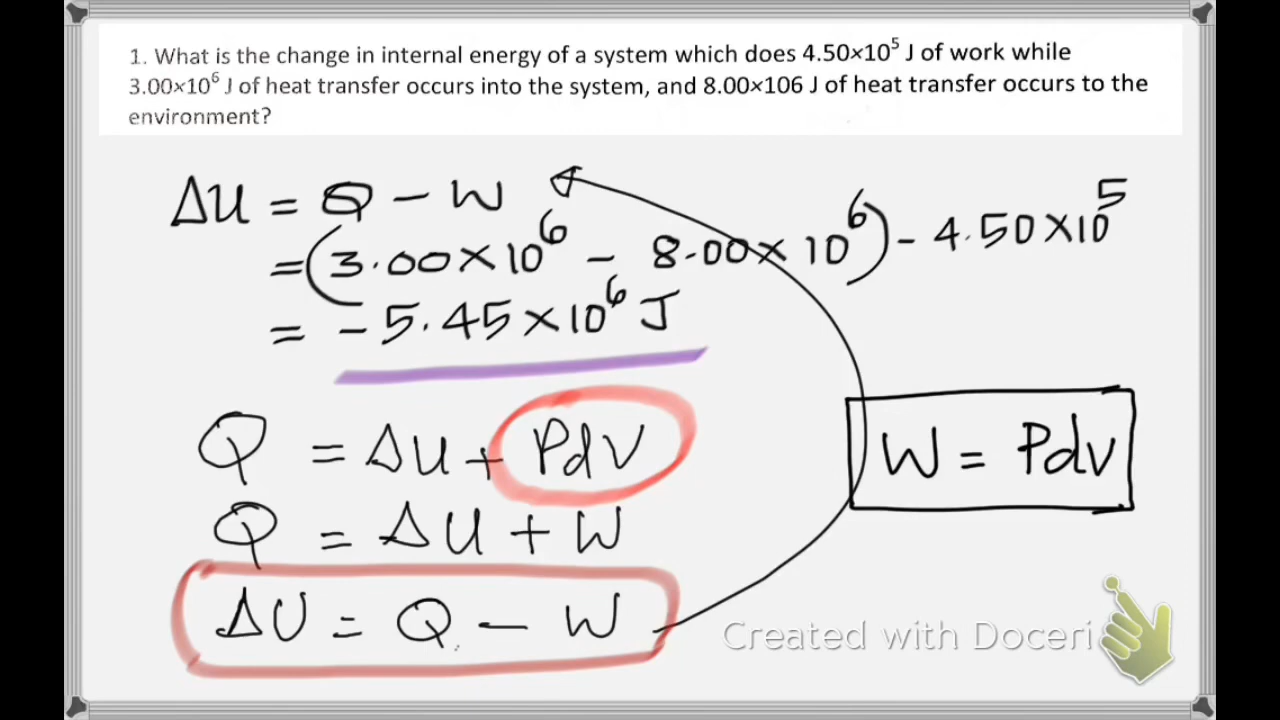 1. What is the change in internal energy of a system which does 4.50×10⁵ J of work while
3.00×10⁶ J of heat transfer occurs into the system, and 8.00×106 J of heat transfer occurs to the
environment?
ΔU = Q − W
= (3.00×10⁶ − 8.00×10⁶) − 4.50×10⁵
= −5.45×10⁶ J
Q = ΔU + PdV
W = Pdv
Q = ΔU + W
ΔU = Q − W
Created with Doceri